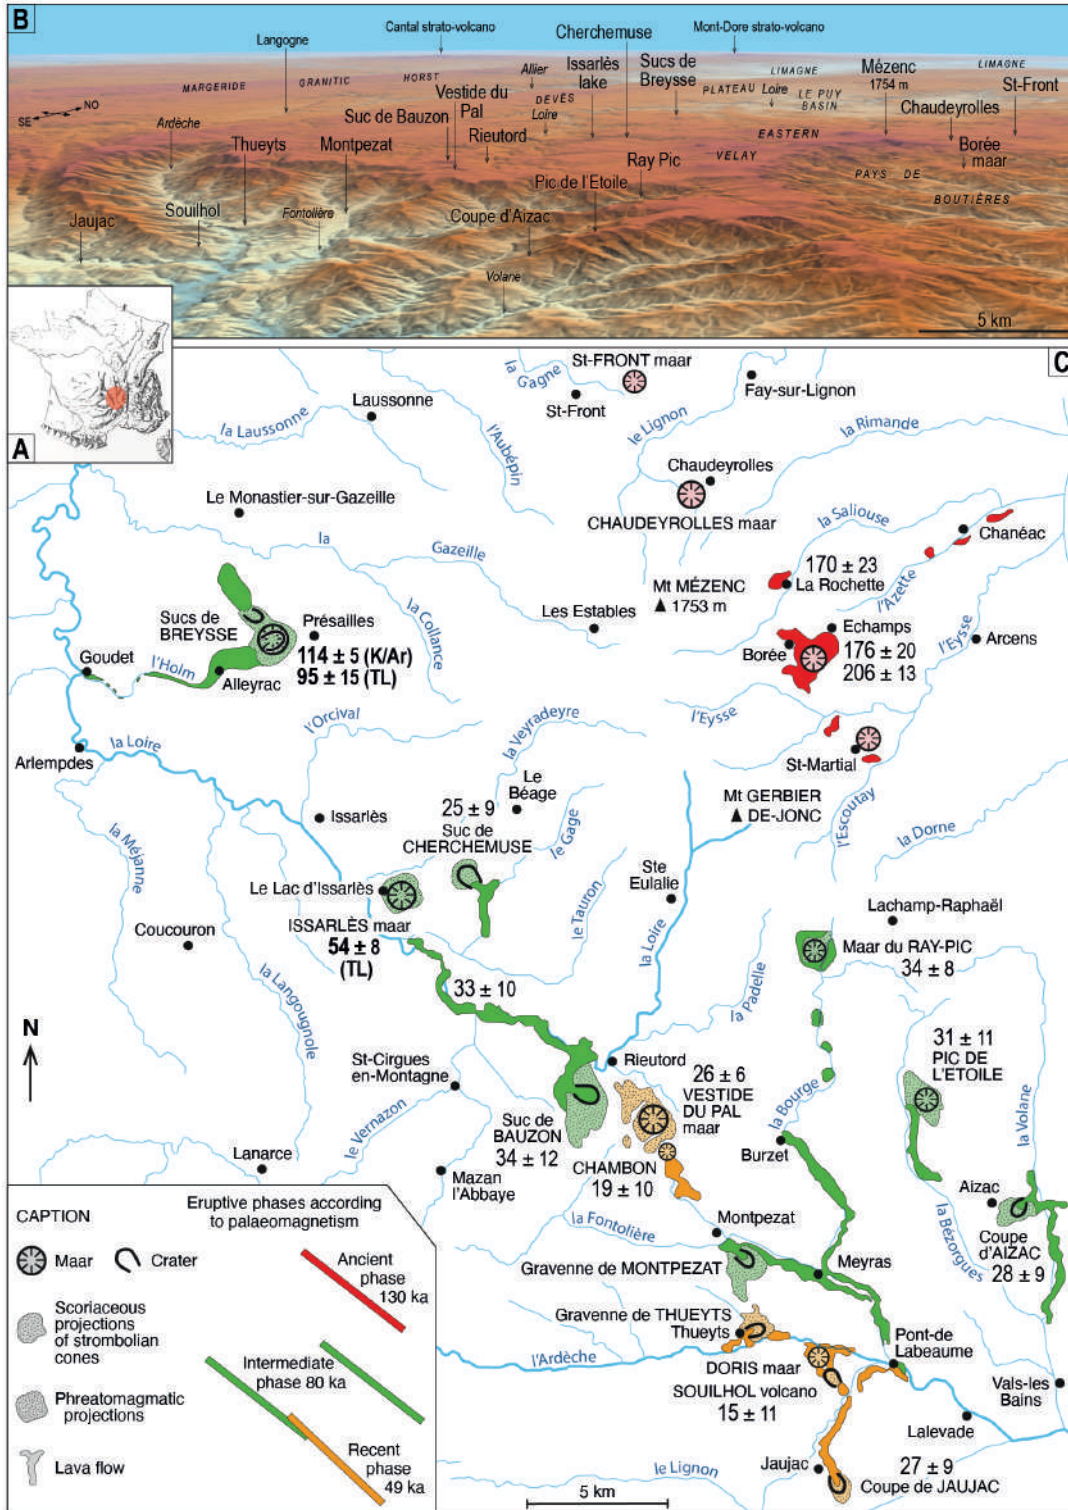 B
Cantal strato-volcano
Cherchemuse
Mont-Dore strato-volcano
Langogne
MARGERIDE
GRANITIC
HORST
Allier
Issarlès
lake
Sucs de
Breysse
LIMAGNE
Mézenc
1754 m
LIMAGNE
St-Front
NO
SE
Ardèche
Vestide du
Pal
DEVÈS
Loire
PLATEAU
Loire
LE PUY
BASIN
Chaudeyrolles
Suc de Bauzon
Thueyts
Montpezat
Rieutord
EASTERN
VELAY
Ray Pic
Borée
maar
PAYS DE
BOUTIÈRES
Pic de l'Etoile
Jaujac
Souilhol
Fontolière
Coupe d'Aizac
Volane
5 km
A
C
St-FRONT maar
la Gagne
St-Front
Fay-sur-Lignon
Laussonne
la Laussonne
l'Aubépin
le Lignon
la Rimande
Chaudeyrolles
CHAUDEYROLLES maar
Le Monastier-sur-Gazeille
la
Gazeille
la Saliouse
Chanéac
170 ± 23
La Rochette
l'Azette
Mt MÉZENC
▲ 1753 m
la Collance
Les Estables
Sucs de
BREYSSE
Présailles
114 ± 5 (K/Ar)
95 ± 15 (TL)
Goudet
l'Holm
Alleyrac
Echamps
Borée
176 ± 20
206 ± 13
l'Eysse
Arcens
l'Orcival
la Veyradeyre
l'Eysse
la Loire
Arlempdes
St-Martial
Mt GERBIER
▲ DE-JONC
l'Escoutay
la Dorne
Le
Béage
25 ± 9
Suc de
CHERCHEMUSE
le Gage
la Méjanne
Issarlès
Le Lac d'Issarlès
ISSARLÈS maar
54 ± 8
(TL)
le Tauron
Ste
Eulalie
la Loire
Coucouron
la Langougnole
Lachamp-Raphaël
Maar du RAY-PIC
34 ± 8
33 ± 10
la Padelle
N
St-Cirgues
en-Montagne
le Vernazon
Rieutord
26 ± 6
VESTIDE
DU PAL
maar
31 ± 11
PIC DE
L'ETOILE
la Bourge
la Volane
Suc de
BAUZON
34 ± 12
Burzet
Lanarce
Mazan
l'Abbaye
CHAMBON
19 ± 10
la Fontolière
Montpezat
Aizac
la Bézorgues
Coupe
d'AIZAC
28 ± 9
Gravenne de MONTPEZAT
Meyras
Gravenne de THUEYTS
Thueyts
l'Ardèche
Pont-de
Labeaume
DORIS maar
SOUILHOL volcano
15 ± 11
Vals-les
Bains
Lalevade
Jaujac
27 ± 9
Coupe de JAUJAC
le Lignon
5 km
CAPTION
Eruptive phases according
to palaeomagnetism
Maar
Crater
Ancient
phase
130 ka
Scoriaceous
projections
of strombolian
cones
Intermediate
phase 80 ka
Phreatomagmatic
projections
Lava flow
Recent
phase
49 ka